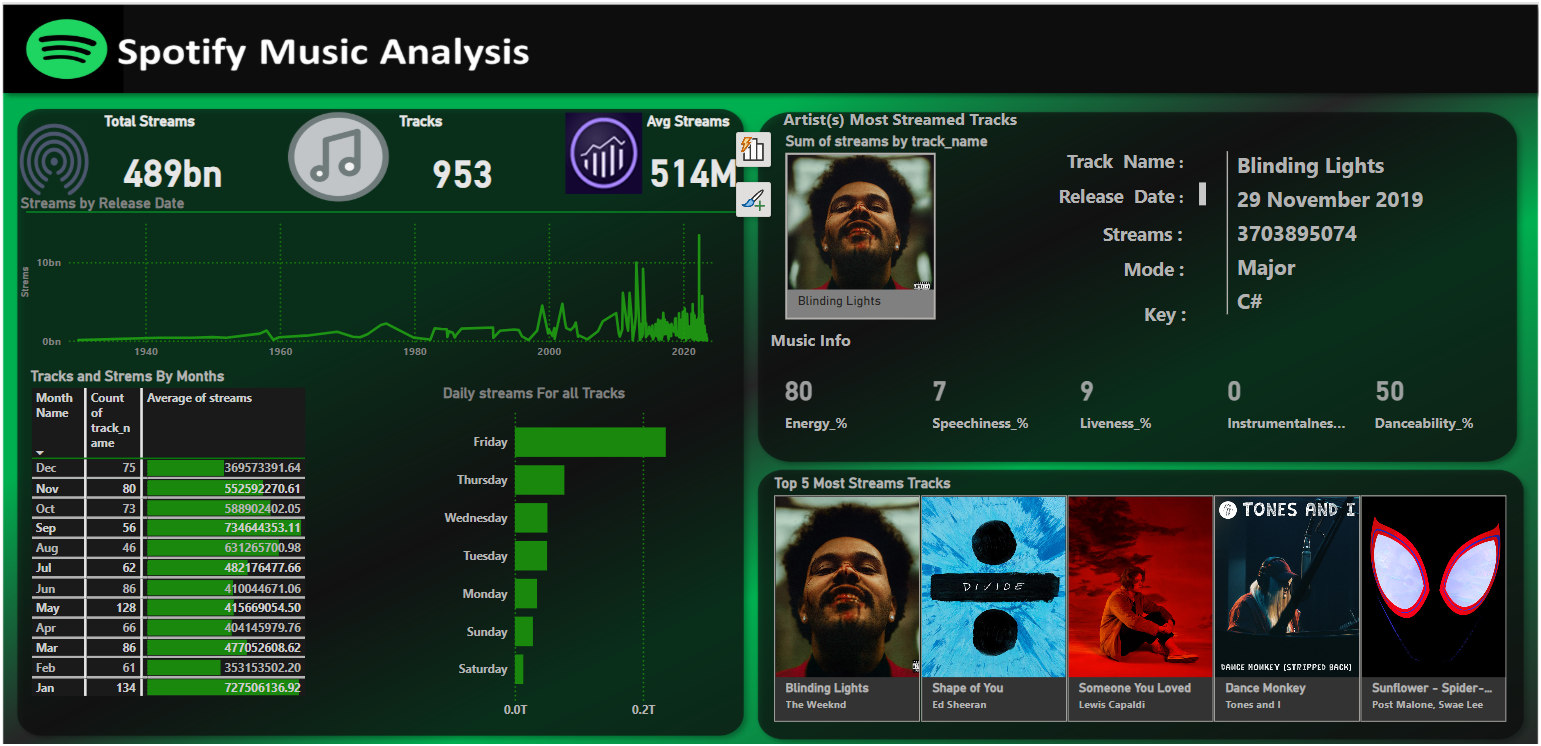 Spotify Music Analysis
Total Streams
489bn
Tracks
953
Avg Streams
514M
Streams by Release Date
Strems
10bn
0bn
1940
1960
1980
2000
2020
Tracks and Strems By Months
Month Name
Count of track_n ame
Average of streams
Dec 75 369573391.64
Nov 80 552592270.61
Oct 73 588902402.05
Sep 56 734644353.11
Aug 46 631265700.98
Jul 62 482176477.66
Jun 86 410044671.06
May 128 415669054.50
Apr 66 404145979.76
Mar 86 477052608.62
Feb 61 353153502.20
Jan 134 727506136.92
Daily streams For all Tracks
Friday
Thursday
Wednesday
Tuesday
Monday
Sunday
Saturday
0.0T
0.2T
Artist(s) Most Streamed Tracks
Sum of streams by track_name
Blinding Lights
Track Name : Blinding Lights
Release Date : 29 November 2019
Streams : 3703895074
Mode : Major
Key : C#
Music Info
80
Energy_%
7
Speechiness_%
9
Liveness_%
0
Instrumentalnes...
50
Danceability_%
Top 5 Most Streams Tracks
Blinding Lights
The Weeknd
DIVIDE
Shape of You
Ed Sheeran
Someone You Loved
Lewis Capaldi
TONES AND I
DANCE MONKEY (STRIPPED BACK)
Dance Monkey
Tones and I
Sunflower - Spider-...
Post Malone, Swae Lee